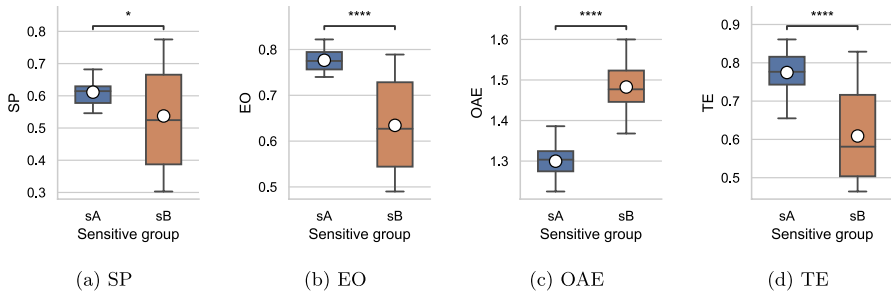 *
0.8
0.7
0.6
0.5
0.4
0.3
SP
sA
sB
Sensitive group
(a) SP
****
0.8
0.7
0.6
0.5
EO
sA
sB
Sensitive group
(b) EO
****
1.6
1.5
1.4
1.3
OAE
sA
sB
Sensitive group
(c) OAE
****
0.9
0.8
0.7
0.6
0.5
TE
sA
sB
Sensitive group
(d) TE